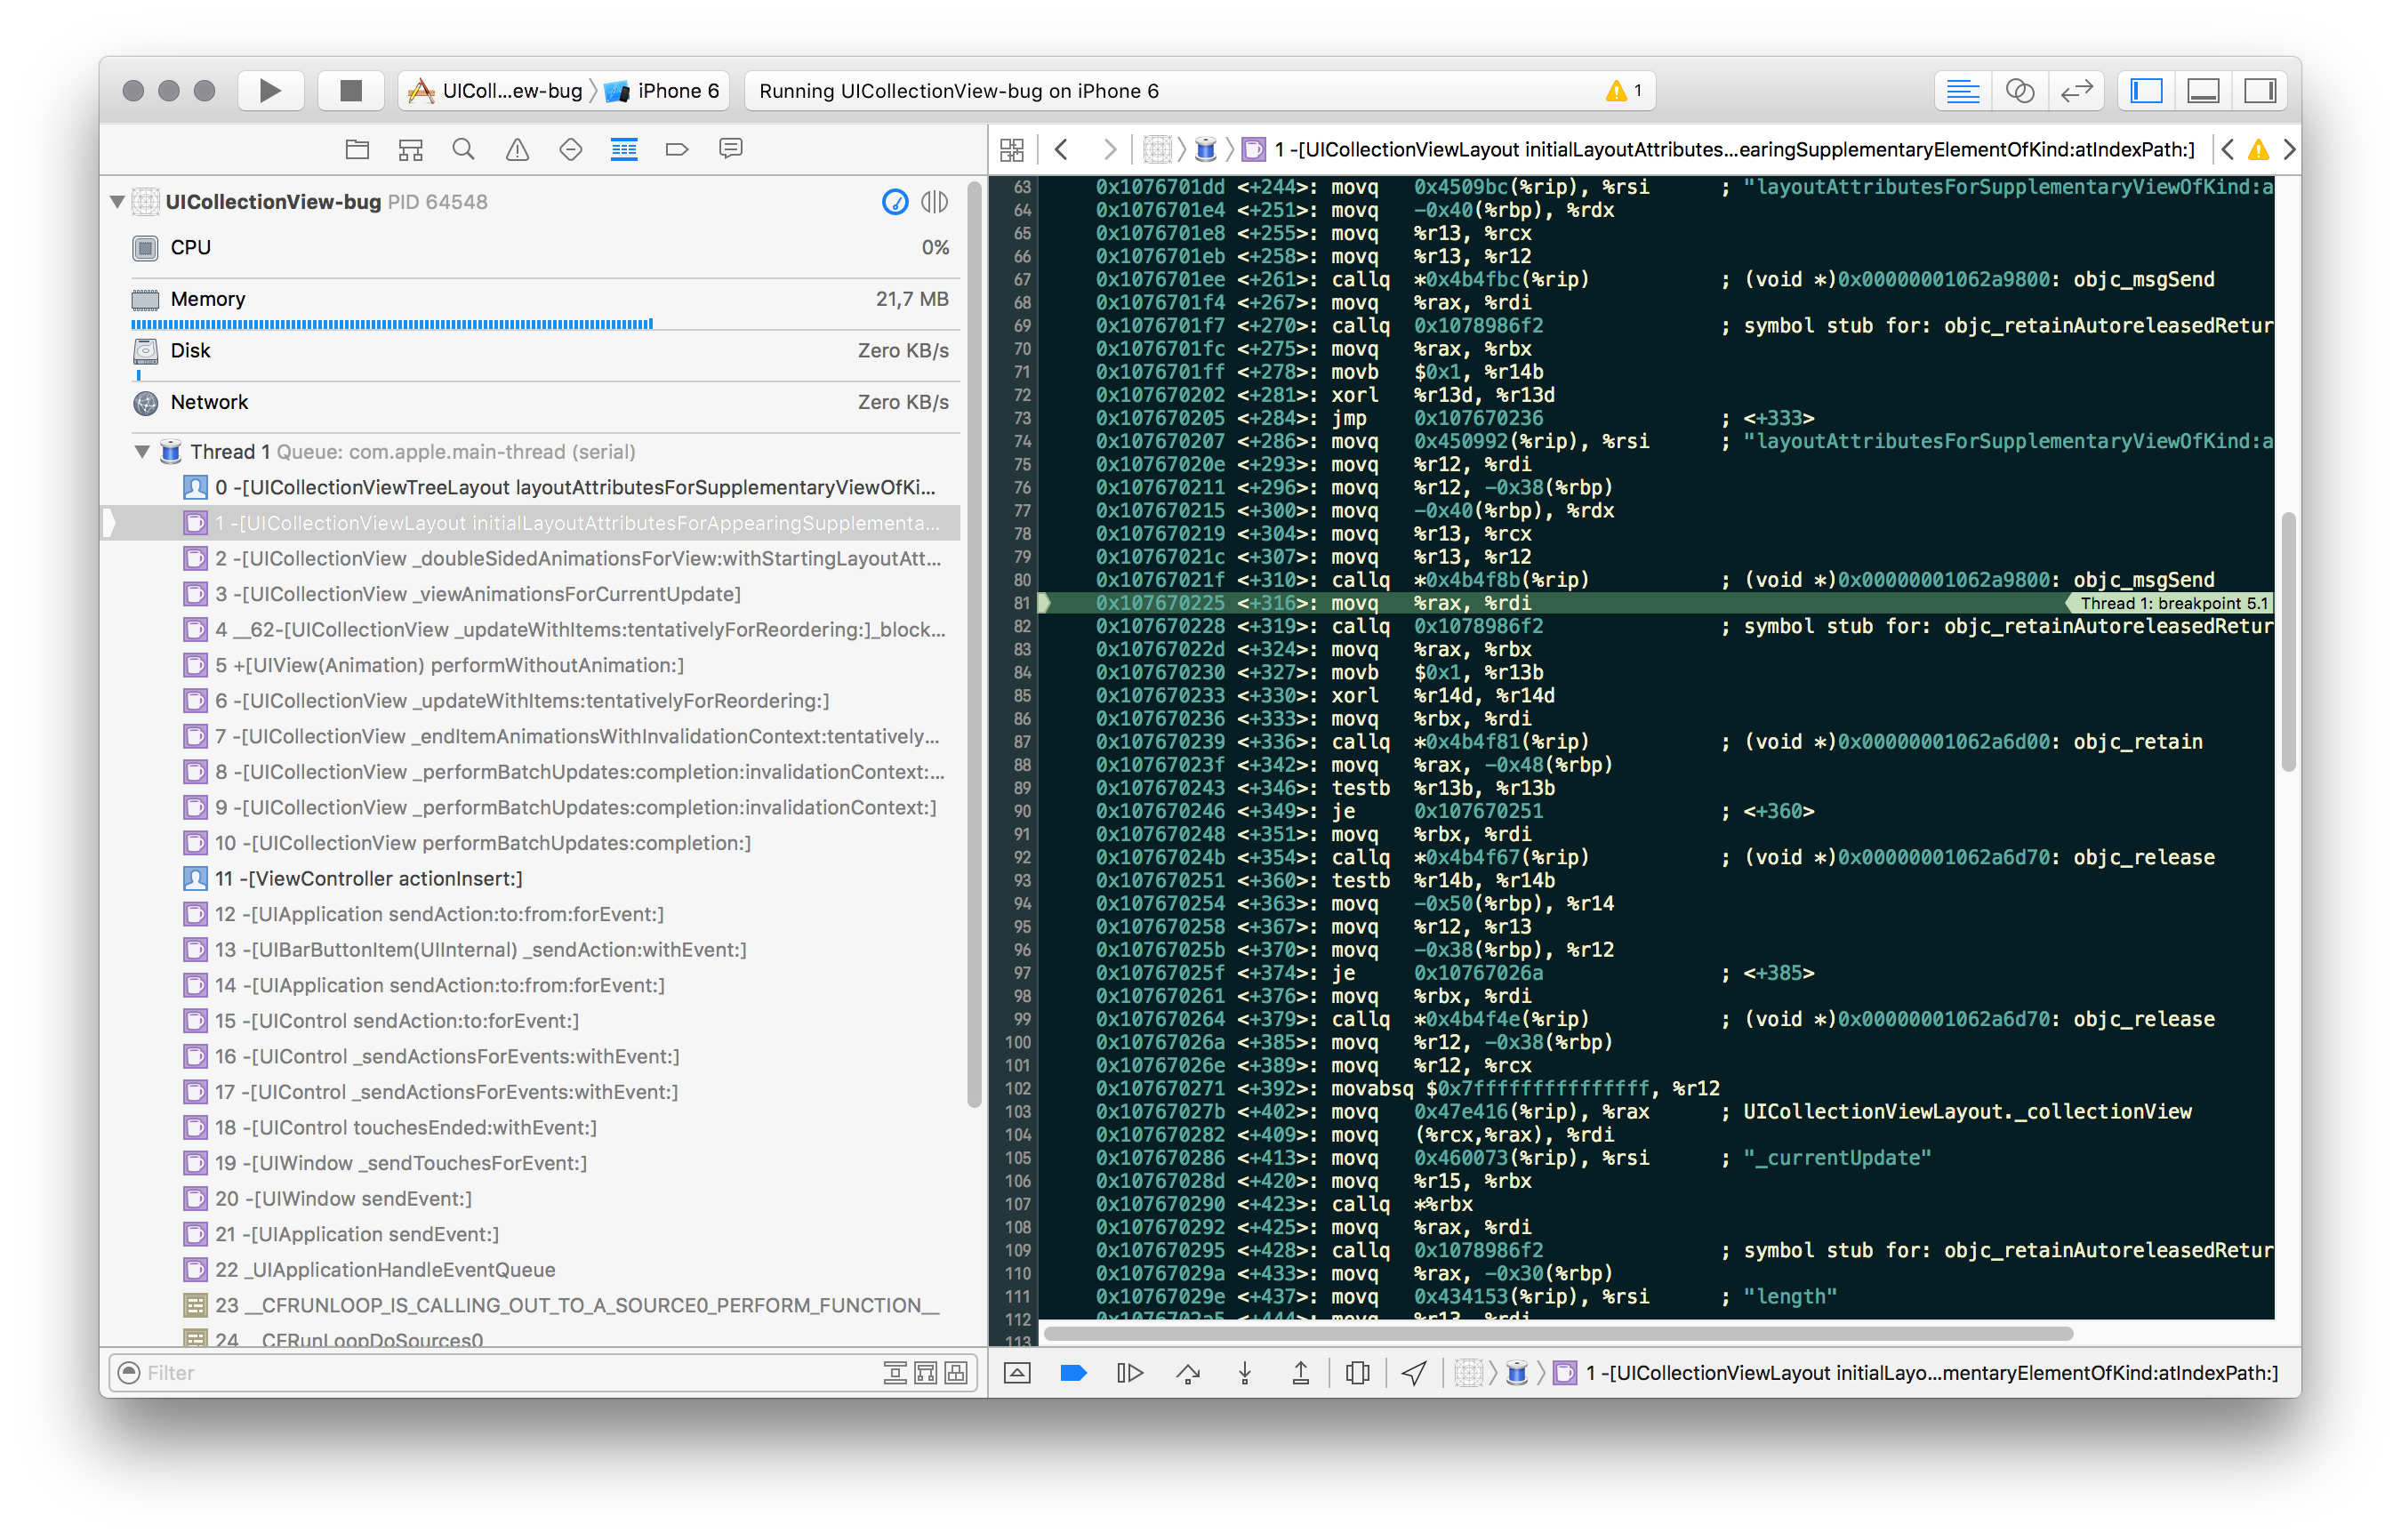 UIColl...ew-bug iPhone 6
Running UICollectionView-bug on iPhone 6
1
1 -[UICollectionViewLayout initialLayoutAttributes...earingSupplementaryElementOfKind:atIndexPath:]
UICollectionView-bug PID 64548
CPU 0%
Memory 21,7 MB
Disk Zero KB/s
Network Zero KB/s
Thread 1 Queue: com.apple.main-thread (serial)
0 -[UICollectionViewTreeLayout layoutAttributesForSupplementaryViewOfKi...
1 -[UICollectionViewLayout initialLayoutAttributesForAppearingSupplementa...
2 -[UICollectionView _doubleSidedAnimationsForView:withStartingLayoutAtt...
3 -[UICollectionView _viewAnimationsForCurrentUpdate]
4 __62-[UICollectionView _updateWithItems:tentativelyForReordering:]_block...
5 +[UIView(Animation) performWithoutAnimation:]
6 -[UICollectionView _updateWithItems:tentativelyForReordering:]
7 -[UICollectionView _endItemAnimationsWithInvalidationContext:tentatively...
8 -[UICollectionView _performBatchUpdates:completion:invalidationContext:...
9 -[UICollectionView _performBatchUpdates:completion:invalidationContext:]
10 -[UICollectionView performBatchUpdates:completion:]
11 -[ViewController actionInsert:]
12 -[UIApplication sendAction:to:from:forEvent:]
13 -[UIBarButtonItem(UIInternal) _sendAction:withEvent:]
14 -[UIApplication sendAction:to:from:forEvent:]
15 -[UIControl sendAction:to:forEvent:]
16 -[UIControl _sendActionsForEvents:withEvent:]
17 -[UIControl _sendActionsForEvents:withEvent:]
18 -[UIControl touchesEnded:withEvent:]
19 -[UIWindow _sendTouchesForEvent:]
20 -[UIWindow sendEvent:]
21 -[UIApplication sendEvent:]
22 _UIApplicationHandleEventQueue
23 __CFRUNLOOP_IS_CALLING_OUT_TO_A_SOURCE0_PERFORM_FUNCTION__
24 __CFRunLoopDoSources0
Filter
63 0x1076701dd <+244>: movq 0x4509bc(%rip), %rsi ; "layoutAttributesForSupplementaryViewOfKind:a
64 0x1076701e4 <+251>: movq -0x40(%rbp), %rdx
65 0x1076701e8 <+255>: movq %r13, %rcx
66 0x1076701eb <+258>: movq %r13, %r12
67 0x1076701ee <+261>: callq *0x4b4fbc(%rip) ; (void *)0x00000001062a9800: objc_msgSend
68 0x1076701f4 <+267>: movq %rax, %rdi
69 0x1076701f7 <+270>: callq 0x1078986f2 ; symbol stub for: objc_retainAutoreleasedRetur
70 0x1076701fc <+275>: movq %rax, %rbx
71 0x1076701ff <+278>: movb $0x1, %r14b
72 0x107670202 <+281>: xorl %r13d, %r13d
73 0x107670205 <+284>: jmp 0x107670236 ; <+333>
74 0x107670207 <+286>: movq 0x450992(%rip), %rsi ; "layoutAttributesForSupplementaryViewOfKind:a
75 0x10767020e <+293>: movq %r12, %rdi
76 0x107670211 <+296>: movq %r12, -0x38(%rbp)
77 0x107670215 <+300>: movq -0x40(%rbp), %rdx
78 0x107670219 <+304>: movq %r13, %rcx
79 0x10767021c <+307>: movq %r13, %r12
80 0x10767021f <+310>: callq *0x4b4f8b(%rip) ; (void *)0x00000001062a9800: objc_msgSend
81 0x107670225 <+316>: movq %rax, %rdi Thread 1: breakpoint 5.1
82 0x107670228 <+319>: callq 0x1078986f2 ; symbol stub for: objc_retainAutoreleasedRetur
83 0x10767022d <+324>: movq %rax, %rbx
84 0x107670230 <+327>: movb $0x1, %r13b
85 0x107670233 <+330>: xorl %r14d, %r14d
86 0x107670236 <+333>: movq %rbx, %rdi
87 0x107670239 <+336>: callq *0x4b4f81(%rip) ; (void *)0x00000001062a6d00: objc_retain
88 0x10767023f <+342>: movq %rax, -0x48(%rbp)
89 0x107670243 <+346>: testb %r13b, %r13b
90 0x107670246 <+349>: je 0x107670251 ; <+360>
91 0x107670248 <+351>: movq %rbx, %rdi
92 0x10767024b <+354>: callq *0x4b4f67(%rip) ; (void *)0x00000001062a6d70: objc_release
93 0x107670251 <+360>: testb %r14b, %r14b
94 0x107670254 <+363>: movq -0x50(%rbp), %r14
95 0x107670258 <+367>: movq %r12, %r13
96 0x10767025b <+370>: movq -0x38(%rbp), %r12
97 0x10767025f <+374>: je 0x10767026a ; <+385>
98 0x107670261 <+376>: movq %rbx, %rdi
99 0x107670264 <+379>: callq *0x4b4f4e(%rip) ; (void *)0x00000001062a6d70: objc_release
100 0x10767026a <+385>: movq %r12, -0x38(%rbp)
101 0x10767026e <+389>: movq %r12, %rcx
102 0x107670271 <+392>: movabsq $0x7fffffffffffffff, %r12
103 0x10767027b <+402>: movq 0x47e416(%rip), %rax ; UICollectionViewLayout._collectionView
104 0x107670282 <+409>: movq (%rcx,%rax), %rdi
105 0x107670286 <+413>: movq 0x460073(%rip), %rsi ; "_currentUpdate"
106 0x10767028d <+420>: movq %r15, %rbx
107 0x107670290 <+423>: callq *%rbx
108 0x107670292 <+425>: movq %rax, %rdi
109 0x107670295 <+428>: callq 0x1078986f2 ; symbol stub for: objc_retainAutoreleasedRetur
110 0x10767029a <+433>: movq %rax, -0x30(%rbp)
111 0x10767029e <+437>: movq 0x434153(%rip), %rsi ; "length"
112 0x1076702a5 <+444>: movq %r13, %rdi
113
1 -[UICollectionViewLayout initialLayo...mentaryElementOfKind:atIndexPath:]